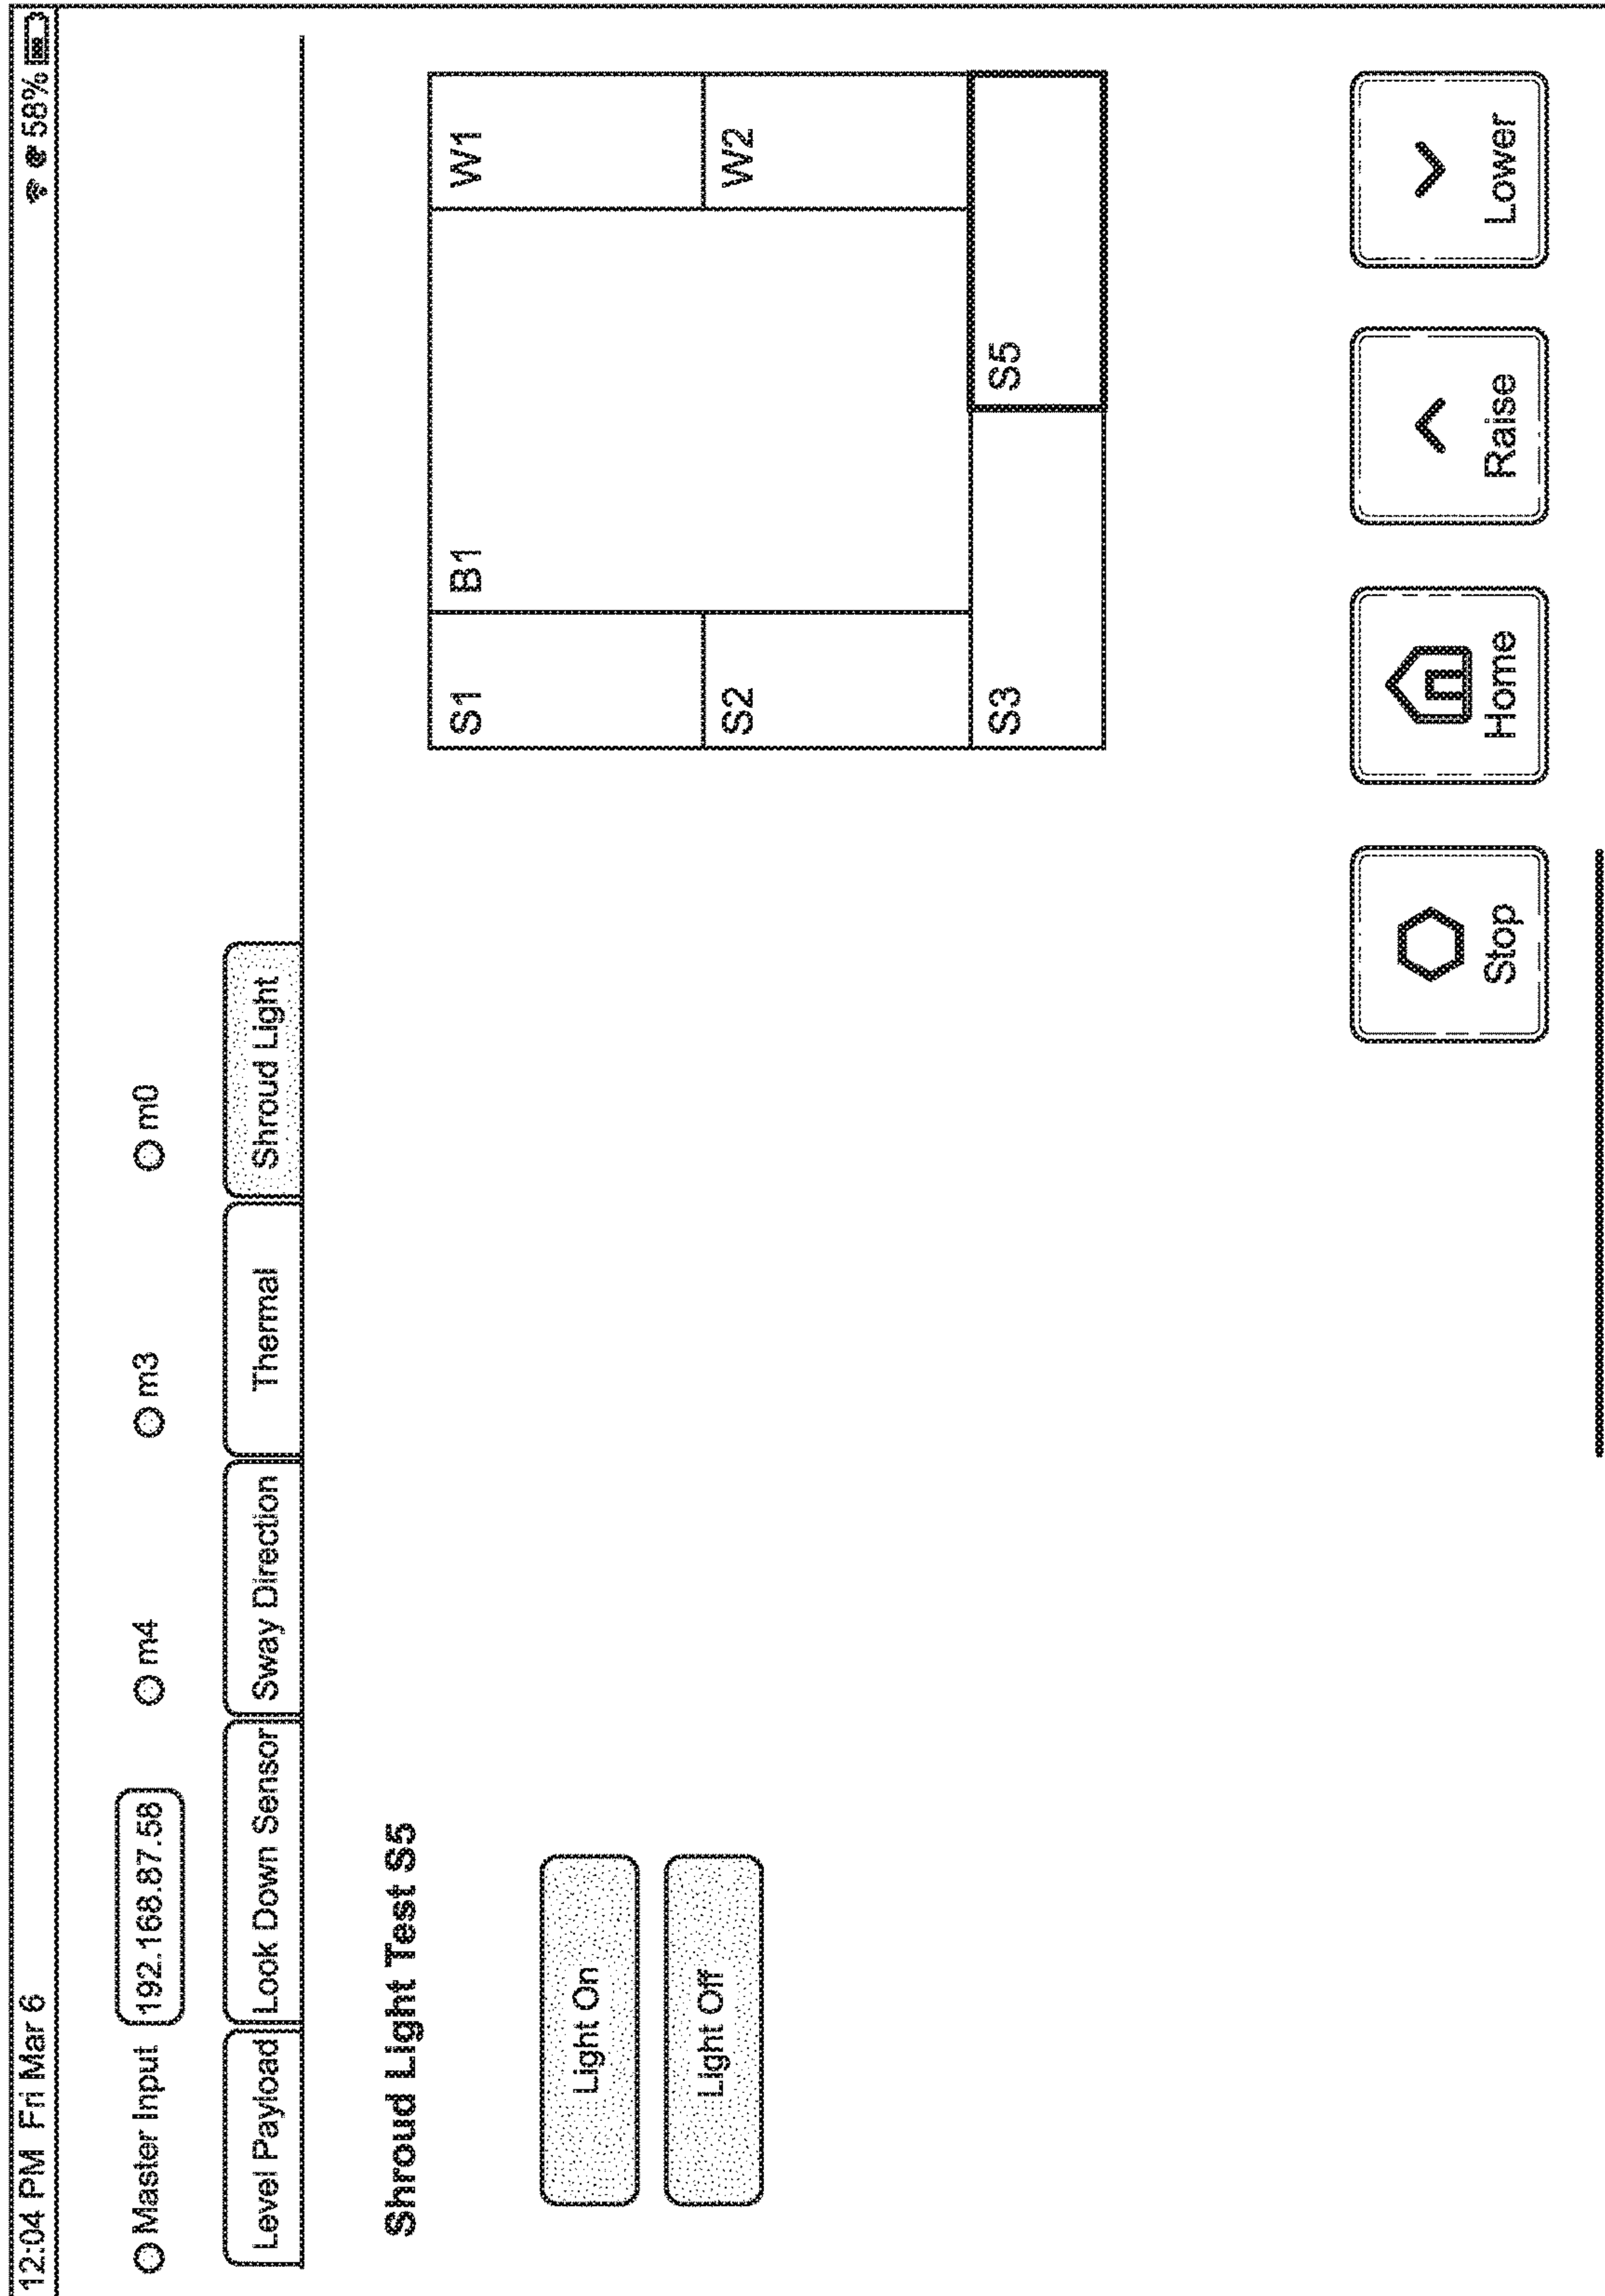 12:04 PM Fri Mar 6 58%
Master Input 192.168.87.58 m4 m3 m0
Level Payload Look Down Sensor Sway Direction Thermal Shroud Light
Shroud Light Test S5
Light On
Light Off
S1 B1 W1
S2 W2
S3 S5
Stop Home Raise Lower